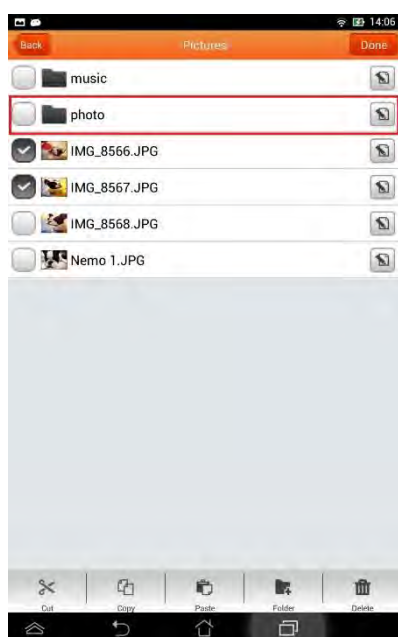 14:06
Back Pictures Done
music
photo
IMG_8566.JPG
IMG_8567.JPG
IMG_8568.JPG
Nemo 1.JPG
Cut Copy Paste Folder Delete